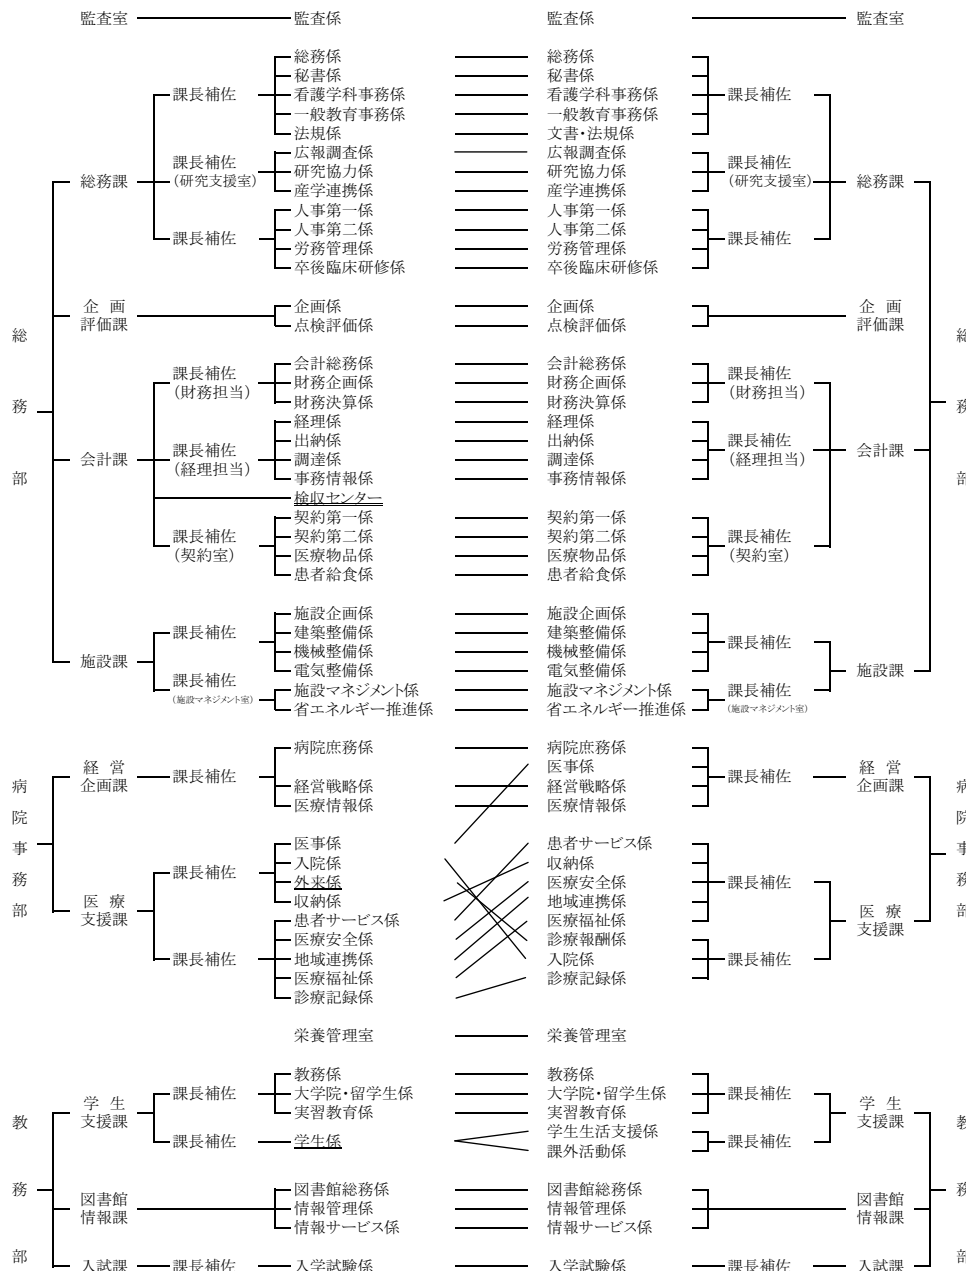 監査室 監査係 監査係 監査室
総務係 総務係
秘書係 秘書係
課長補佐 看護学科事務係 看護学科事務係 課長補佐
一般教育事務係 一般教育事務係
法規係 文書・法規係
広報調査係 広報調査係
課長補佐 課長補佐
(研究支援室) 研究協力係 研究協力係 (研究支援室)
総務課 産学連携係 産学連携係 総務課
人事第一係 人事第一係
人事第二係 人事第二係
課長補佐 労務管理係 労務管理係 課長補佐
卒後臨床研修係 卒後臨床研修係
企画 企画係 企画係 企画
評価課 点検評価係 点検評価係 評価課
総務部 総務部
会計総務係 会計総務係
課長補佐 課長補佐
(財務担当) 財務企画係 財務企画係 (財務担当)
財務決算係 財務決算係
経理係 経理係
出納係 出納係
課長補佐 課長補佐
会計課 (経理担当) 調達係 調達係 (経理担当) 会計課
事務情報係 事務情報係
検収センター
契約第一係 契約第一係
課長補佐 契約第二係 契約第二係 課長補佐
(契約室) 医療物品係 医療物品係 (契約室)
患者給食係 患者給食係
施設企画係 施設企画係
課長補佐 建築整備係 建築整備係 課長補佐
機械整備係 機械整備係
施設課 電気整備係 電気整備係 施設課
課長補佐 施設マネジメント係 施設マネジメント係 課長補佐
(施設マネジメント室) 省エネルギー推進係 省エネルギー推進係 (施設マネジメント室)
病院庶務係 病院庶務係
経営 医事係 経営
企画課 課長補佐 経営戦略係 経営戦略係 課長補佐 企画課
医療情報係 医療情報係
病院事務部 病院事務部
医事係 患者サービス係
入院係 収納係
課長補佐 外来係 医療安全係 課長補佐
収納係 地域連携係
医療 患者サービス係 医療福祉係 医療
支援課 医療安全係 診療報酬係 支援課
課長補佐 地域連携係 入院係 課長補佐
医療福祉係 診療記録係
診療記録係
栄養管理室 栄養管理室
教務係 教務係
学生 課長補佐 大学院・留学生係 大学院・留学生係 課長補佐 学生
支援課 実習教育係 実習教育係 支援課
課長補佐 学生係 学生生活支援係 課長補佐
課外活動係
教務部 教務部
図書館 図書館総務係 図書館総務係 図書館
情報課 情報管理係 情報管理係 情報課
情報サービス係 情報サービス係
入試課 課長補佐 入学試験係 入学試験係 課長補佐 入試課